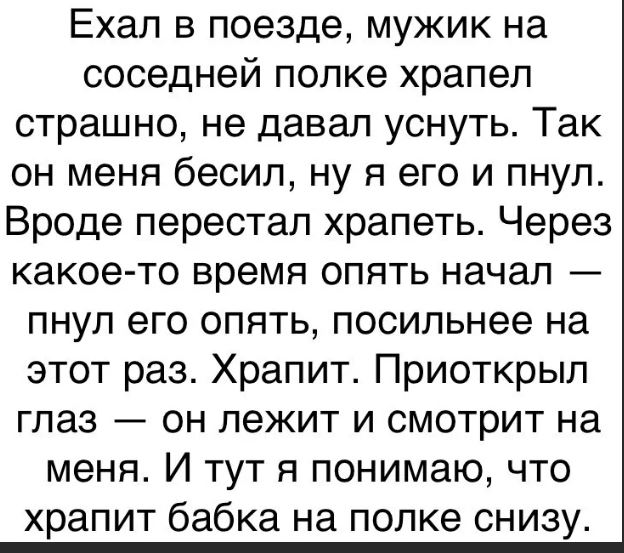 Ехал в поезде, мужик на
соседней полке храпел
страшно, не давал уснуть. Так
он меня бесил, ну я его и пнул.
Вроде перестал храпеть. Через
какое-то время опять начал —
пнул его опять, посильнее на
этот раз. Храпит. Приоткрыл
глаз — он лежит и смотрит на
меня. И тут я понимаю, что
храпит бабка на полке снизу.